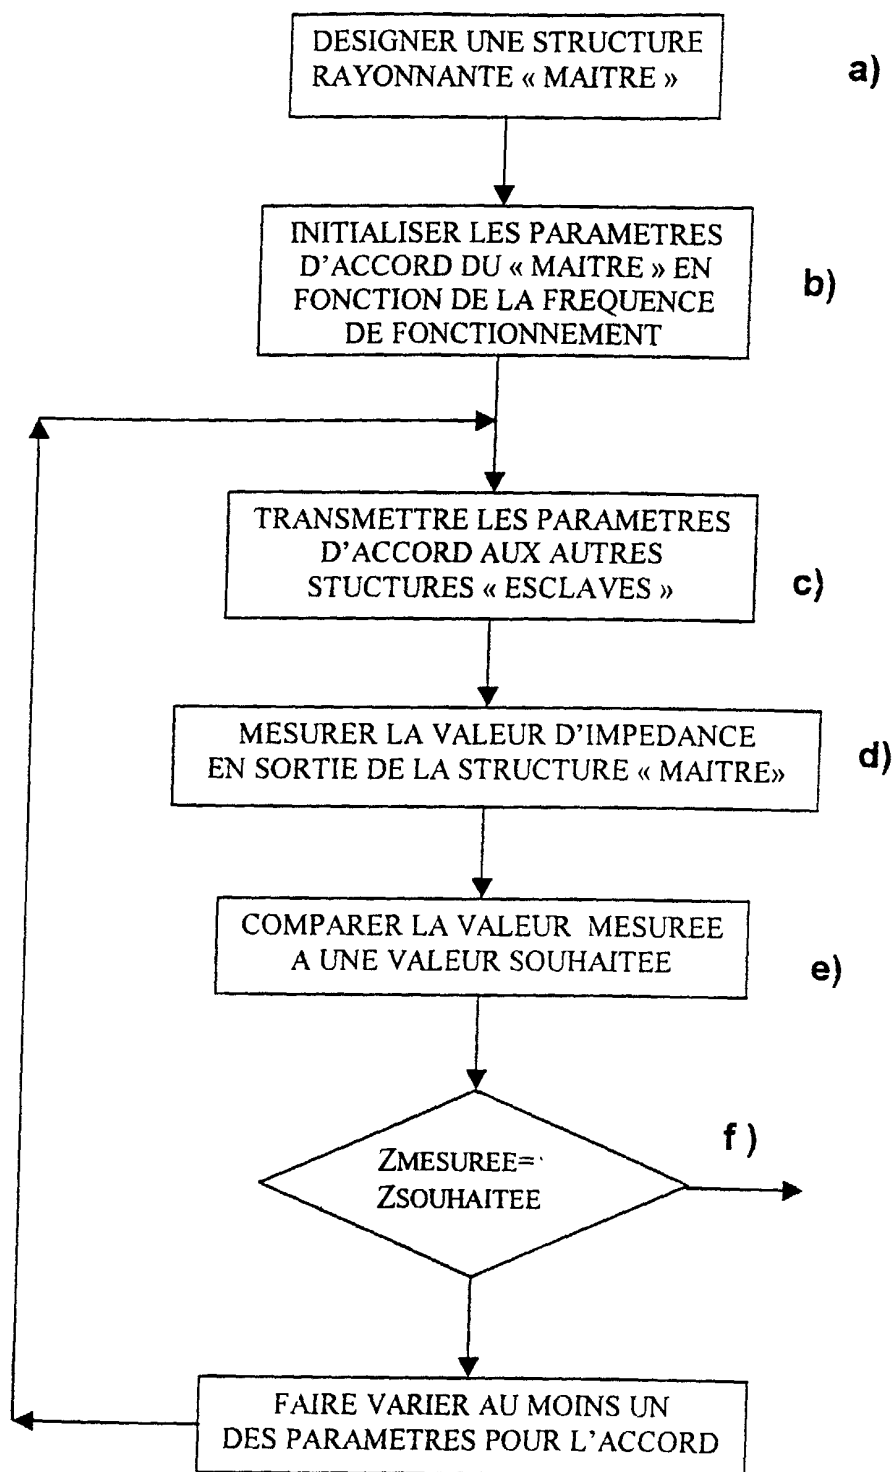 DESIGNER UNE STRUCTURE
RAYONNANTE « MAITRE »
a)
INITIALISER LES PARAMETRES
D'ACCORD DU « MAITRE » EN
FONCTION DE LA FREQUENCE
DE FONCTIONNEMENT
b)
TRANSMETTRE LES PARAMETRES
D'ACCORD AUX AUTRES
STUCTURES « ESCLAVES »
c)
MESURER LA VALEUR D'IMPEDANCE
EN SORTIE DE LA STRUCTURE « MAITRE»
d)
COMPARER LA VALEUR MESUREE
A UNE VALEUR SOUHAITEE
e)
ZMESUREE=
ZSOUHAITEE
f )
FAIRE VARIER AU MOINS UN
DES PARAMETRES POUR L'ACCORD